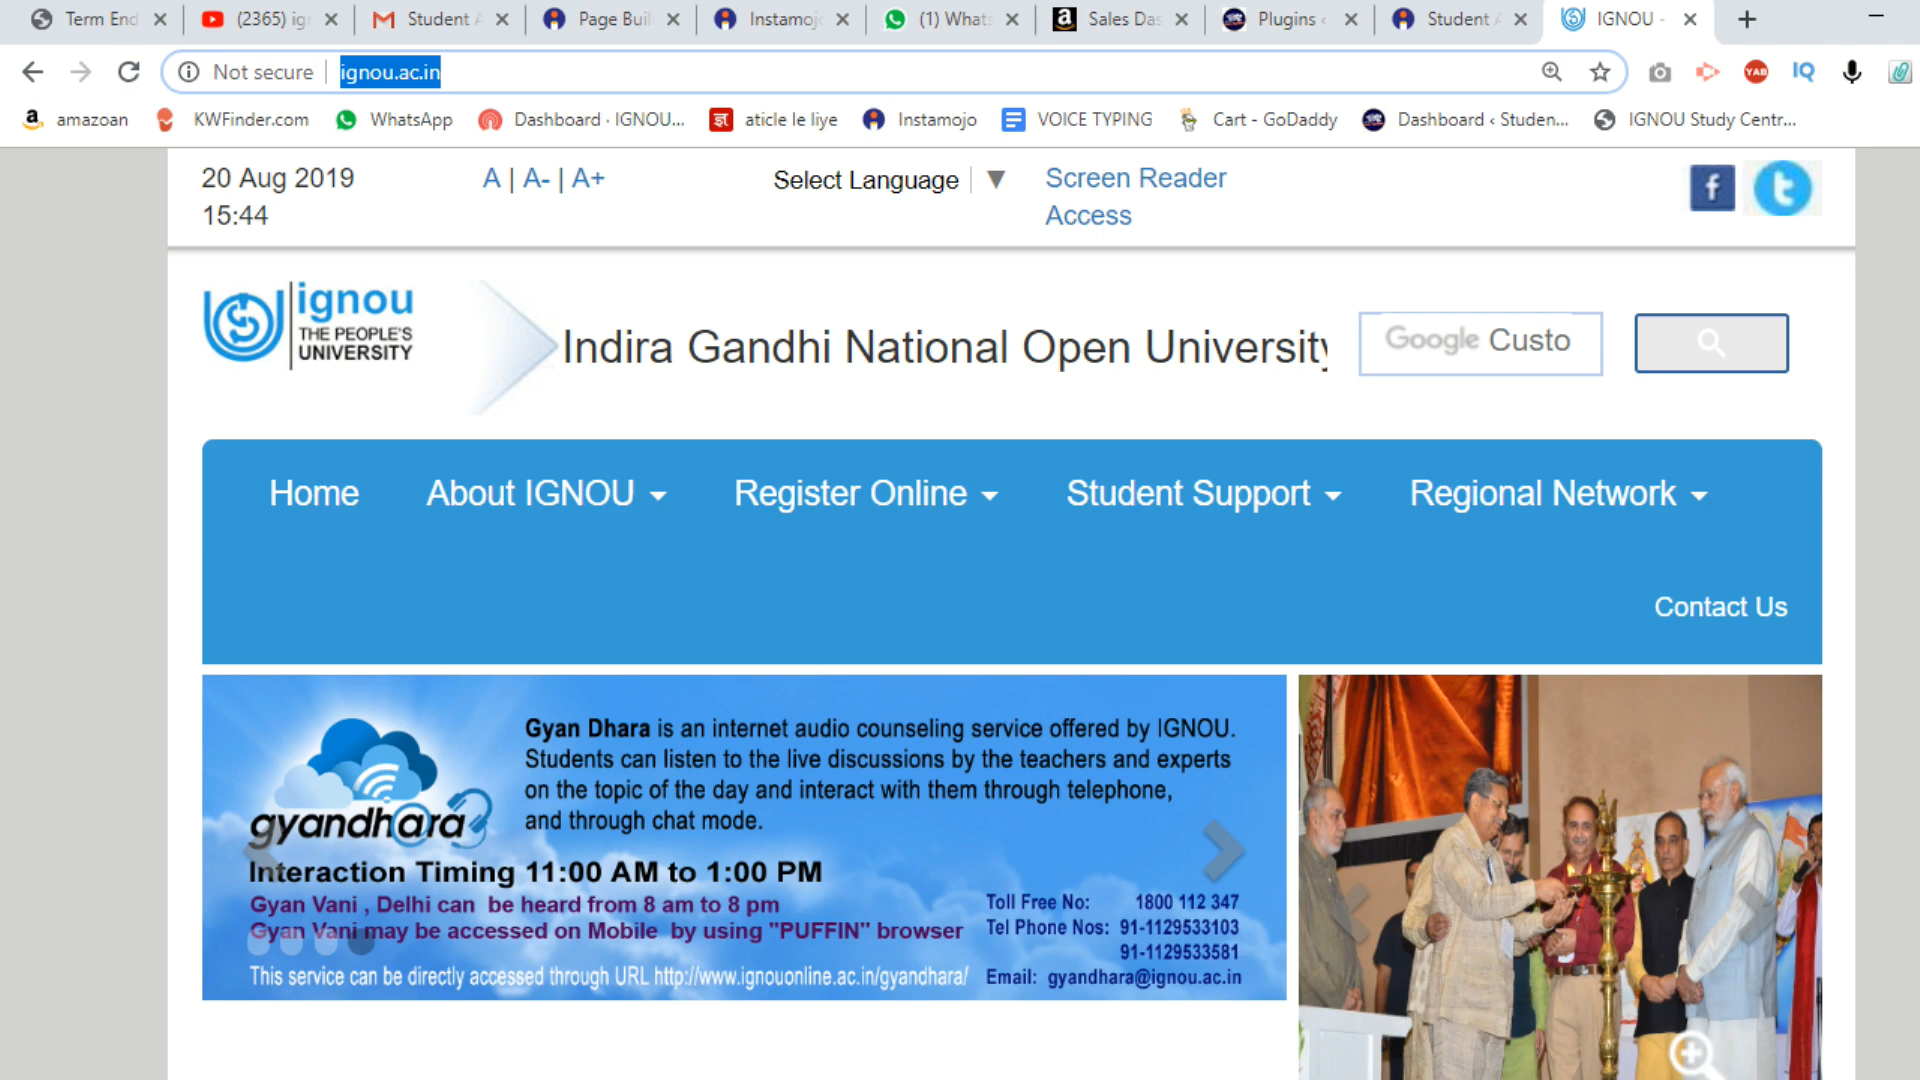 Term End
(2365) ig
Student A
Page Buil
Instamojo
(1) Whats
Sales Das
Plugins ‹
Student A
IGNOU -
Not secure
ignou.ac.in
YAB
IQ
amazoan
KWFinder.com
WhatsApp
Dashboard · IGNOU...
aticle le liye
Instamojo
VOICE TYPING
Cart - GoDaddy
Dashboard ‹ Studen...
IGNOU Study Centr...
20 Aug 2019
15:44
A | A- | A+
Select Language ▼
Screen Reader
Access
ignou
THE PEOPLE'S
UNIVERSITY
Indira Gandhi National Open University
Google Custo
Home
About IGNOU
Register Online
Student Support
Regional Network
Contact Us
Gyan Dhara is an internet audio counseling service offered by IGNOU.
Students can listen to the live discussions by the teachers and experts
on the topic of the day and interact with them through telephone,
and through chat mode.
gyandhara
Interaction Timing 11:00 AM to 1:00 PM
Gyan Vani , Delhi can be heard from 8 am to 8 pm
Gyan Vani may be accessed on Mobile by using "PUFFIN" browser
This service can be directly accessed through URL http://www.ignouonline.ac.in/gyandhara/
Toll Free No: 1800 112 347
Tel Phone Nos: 91-1129533103
91-1129533581
Email: gyandhara@ignou.ac.in